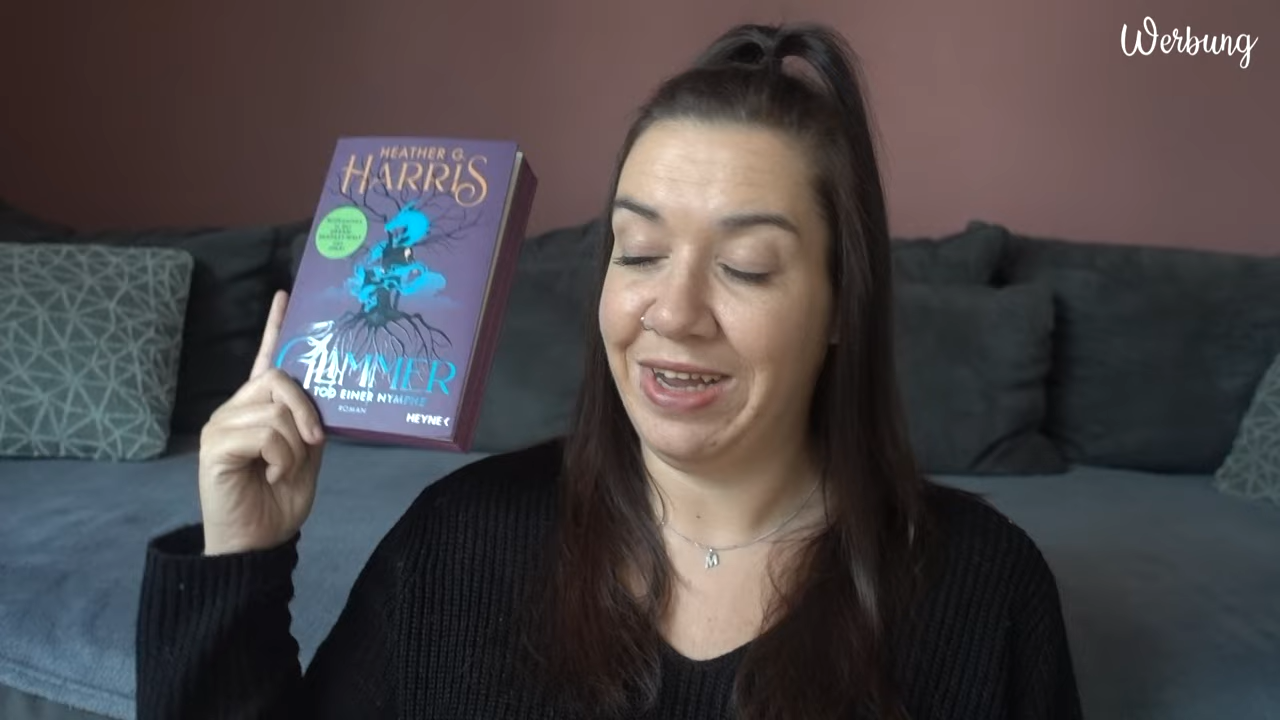 Werbung
HEATHER G.
HARRIS
GLIMMER
TOD EINER NYMPHE
ROMAN
HEYNE
M